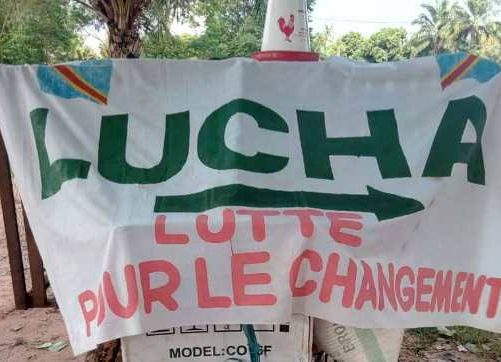 LUCHA
LUTTE
POUR LE CHANGEMENT
MODEL:CO